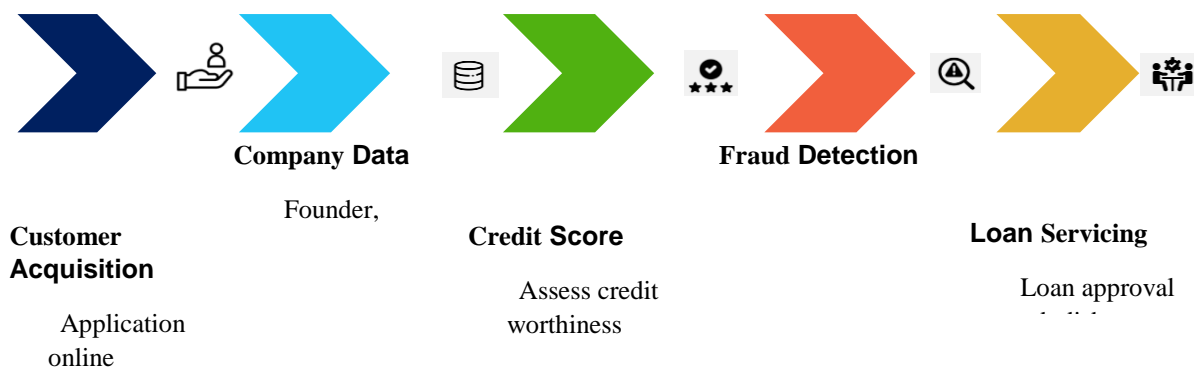 Company Data
Fraud Detection
Founder,
Customer
Acquisition
Credit Score
Loan Servicing
Assess credit
worthiness
Loan approval
Application
online